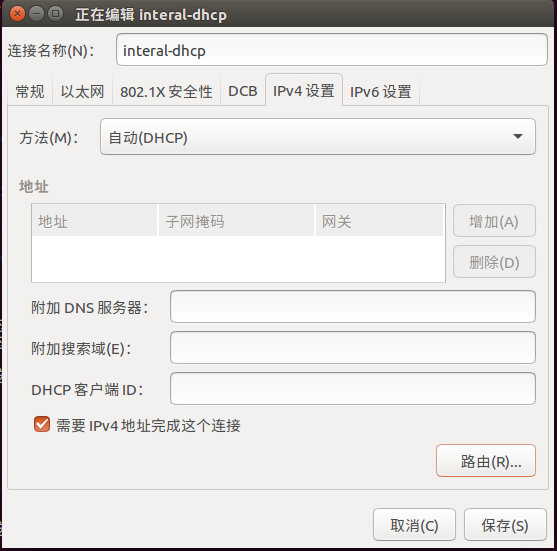 正在编辑 interal-dhcp
连接名称(N)： interal-dhcp
常规 以太网 802.1X 安全性 DCB IPv4 设置 IPv6 设置
方法(M)： 自动(DHCP)
地址
地址 子网掩码 网关
增加(A)
删除(D)
附加 DNS 服务器：
附加搜索域(E)：
DHCP 客户端 ID：
需要 IPv4 地址完成这个连接
路由(R)...
取消(C) 保存(S)